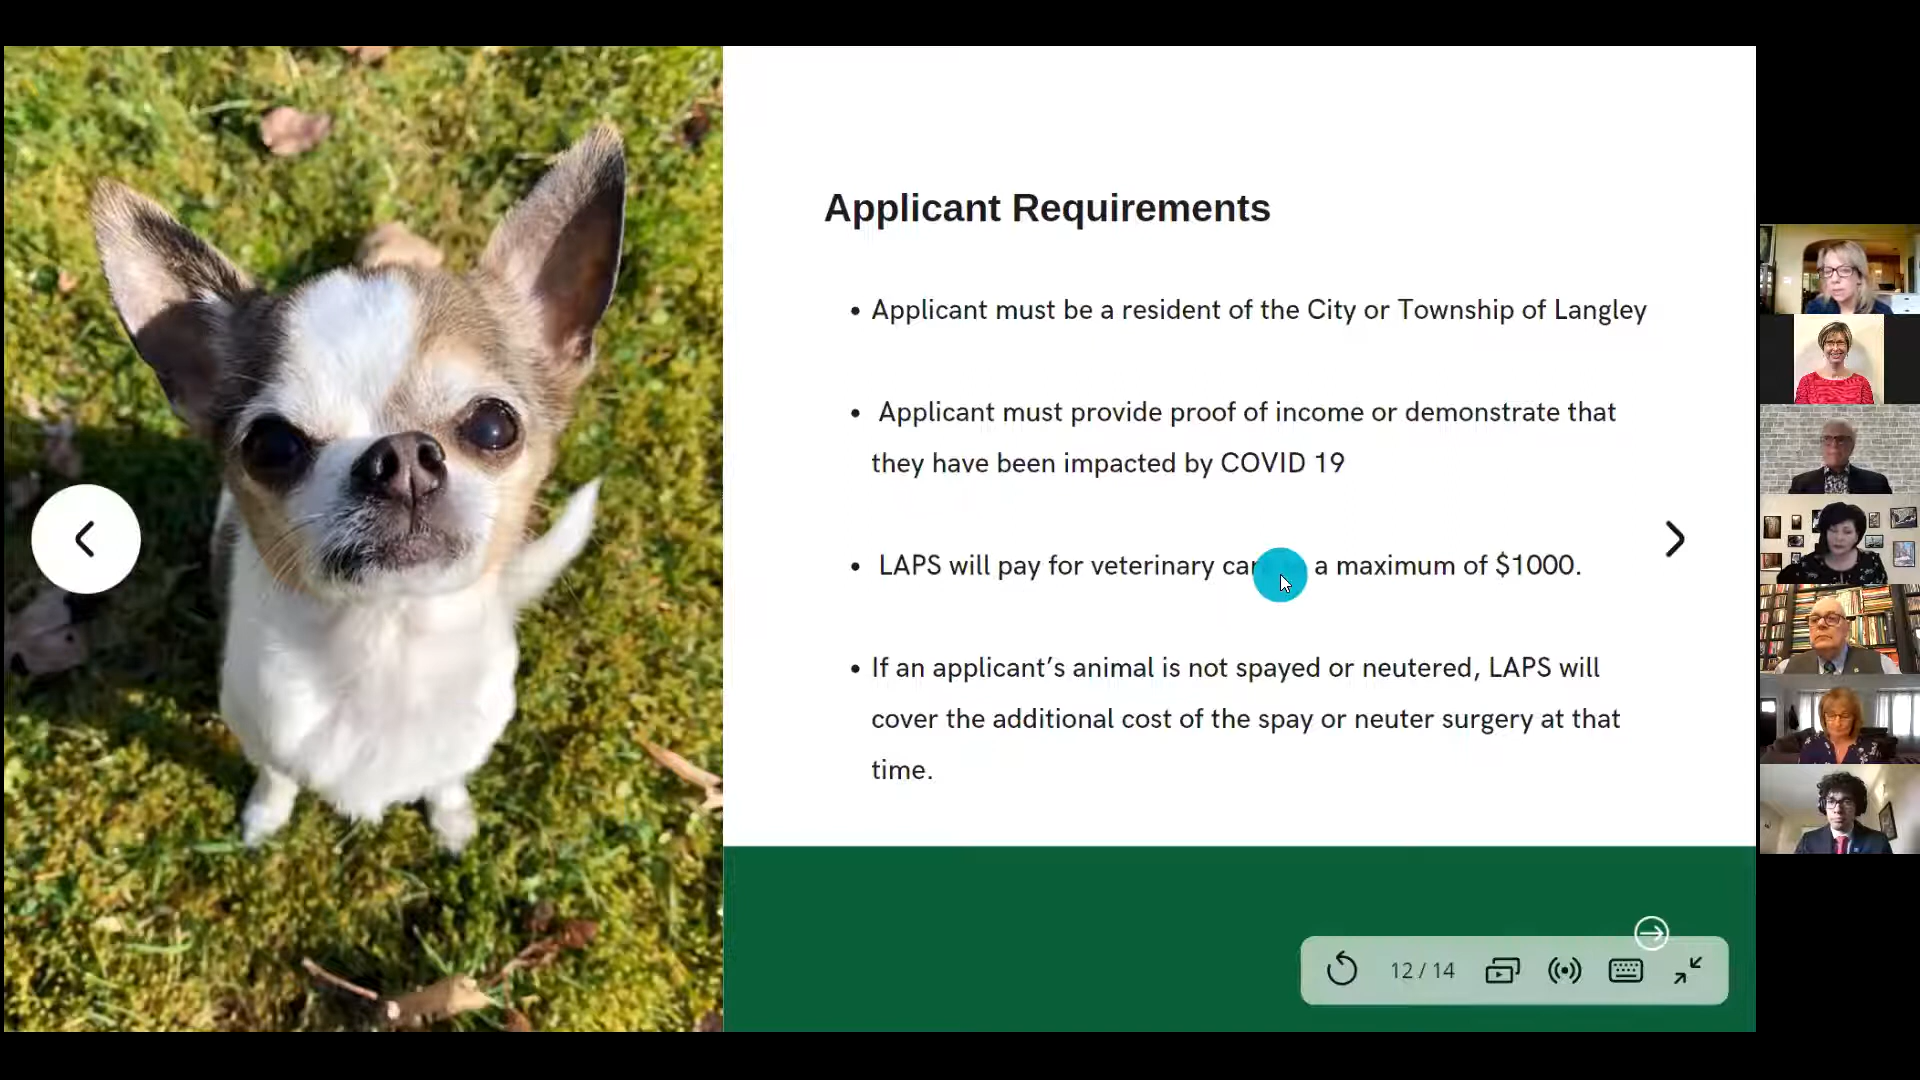 Applicant Requirements
• Applicant must be a resident of the City or Township of Langley
• Applicant must provide proof of income or demonstrate that
they have been impacted by COVID 19
• LAPS will pay for veterinary a maximum of $1000.
• If an applicant’s animal is not spayed or neutered, LAPS will
cover the additional cost of the spay or neuter surgery at that
time.
12 / 14